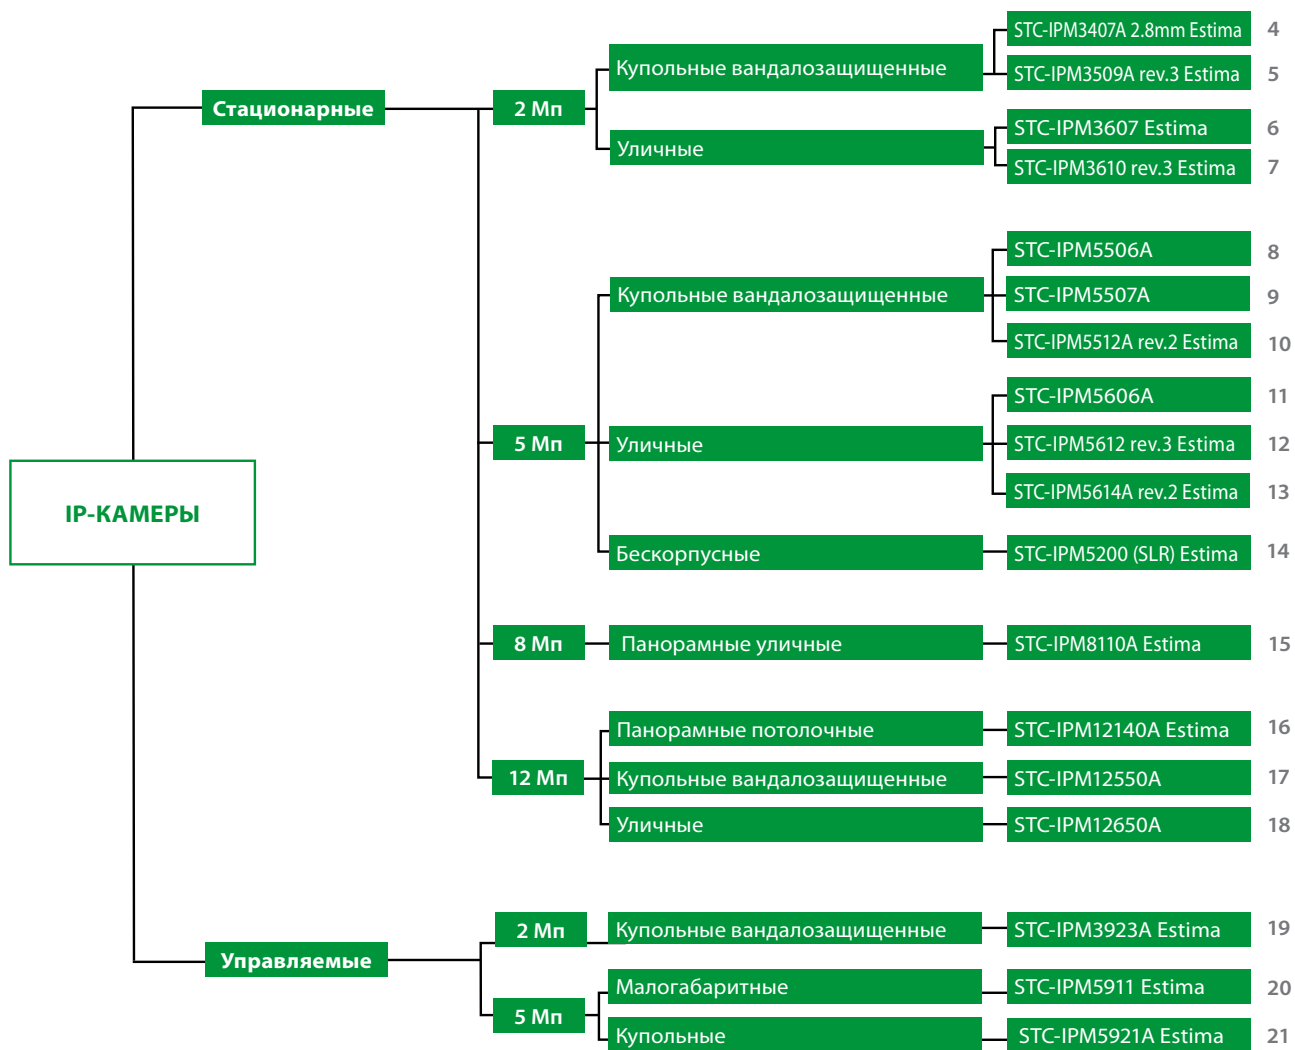 STC-IPM3407A 2.8mm Estima 4
Купольные вандалозащищенные
STC-IPM3509A rev.3 Estima 5
Стационарные
2 Мп
STC-IPM3607 Estima 6
Уличные
STC-IPM3610 rev.3 Estima 7
STC-IPM5506A 8
Купольные вандалозащищенные
STC-IPM5507A 9
STC-IPM5512A rev.2 Estima 10
STC-IPM5606A 11
5 Мп
Уличные
STC-IPM5612 rev.3 Estima 12
STC-IPM5614A rev.2 Estima 13
IP-КАМЕРЫ
Бескорпусные
STC-IPM5200 (SLR) Estima 14
8 Мп
Панорамные уличные
STC-IPM8110A Estima 15
Панорамные потолочные
STC-IPM12140A Estima 16
12 Мп
Купольные вандалозащищенные
STC-IPM12550A 17
Уличные
STC-IPM12650A 18
2 Мп
Купольные вандалозащищенные
STC-IPM3923A Estima 19
Управляемые
Малогабаритные
STC-IPM5911 Estima 20
5 Мп
Купольные
STC-IPM5921A Estima 21